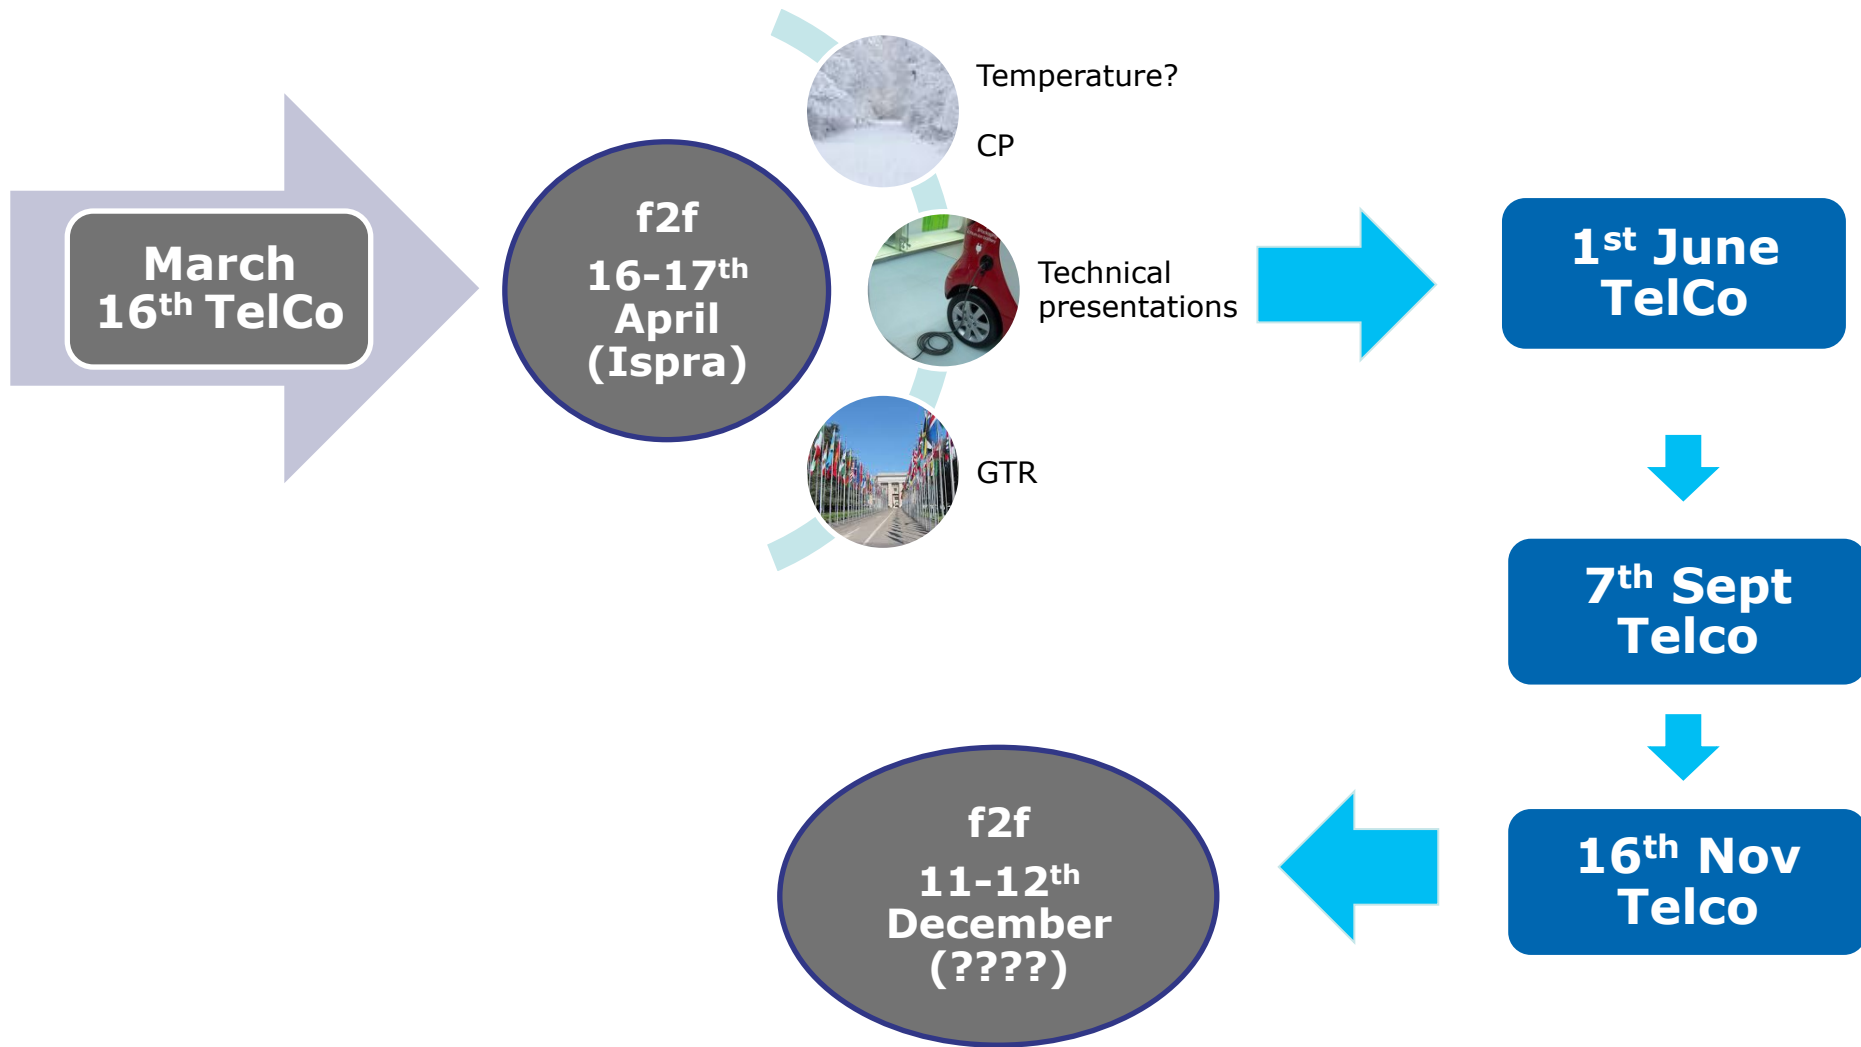 March
16th TelCo
f2f
16-17th
April
(Ispra)
Temperature?
CP
Technical
presentations
GTR
1st June
TelCo
7th Sept
Telco
16th Nov
Telco
f2f
11-12th
December
(????)